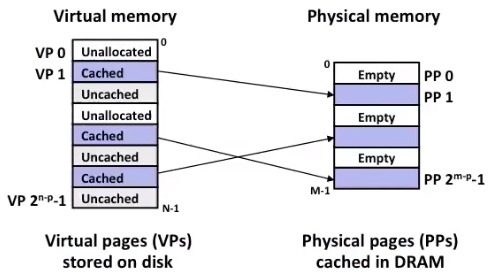 Virtual memory
Physical memory
0
VP 0
Unallocated
VP 1
Cached
Uncached
Unallocated
Cached
Uncached
Cached
VP 2n-p-1
Uncached
N-1
0
Empty
PP 0
PP 1
Empty
Empty
PP 2m-p-1
M-1
Virtual pages (VPs)
stored on disk
Physical pages (PPs)
cached in DRAM